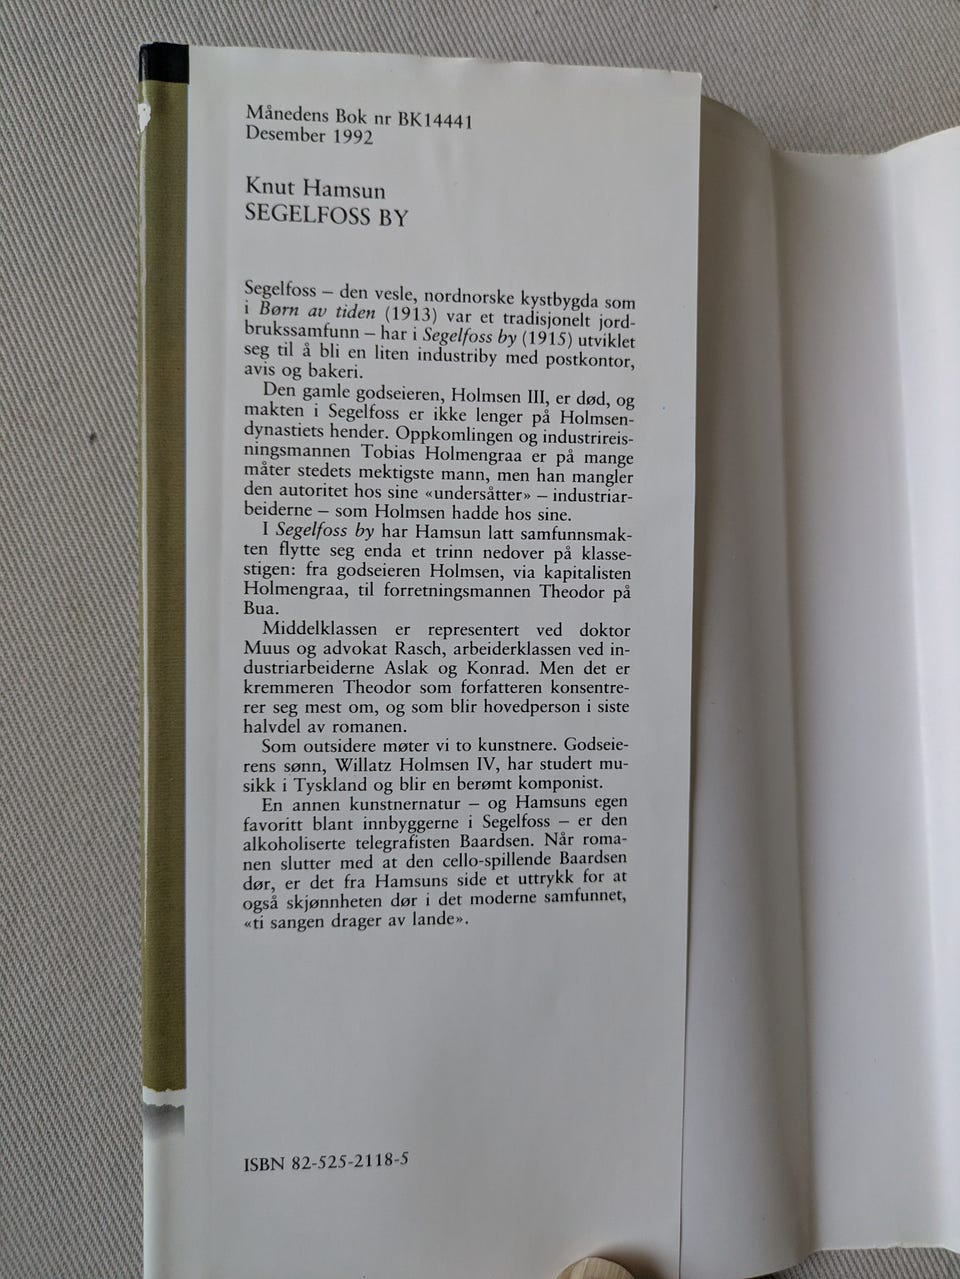 Månedens Bok nr BK14441
Desember 1992
Knut Hamsun
SEGELFOSS BY
Segelfoss – den vesle, nordnorske kystbygda som
i Børn av tiden (1913) var et tradisjonelt jord-
brukssamfunn – har i Segelfoss by (1915) utviklet
seg til å bli en liten industriby med postkontor,
avis og bakeri.
Den gamle godseieren, Holmsen III, er død, og
makten i Segelfoss er ikke lenger på Holmsen-
dynastiets hender. Oppkomlingen og industrireis-
ningsmannen Tobias Holmengraa er på mange
måter stedets mektigste mann, men han mangler
den autoritet hos sine «undersåtter» – industriar-
beiderne – som Holmsen hadde hos sine.
I Segelfoss by har Hamsun latt samfunnsmak-
ten flytte seg enda et trinn nedover på klasse-
stigen: fra godseieren Holmsen, via kapitalisten
Holmengraa, til forretningsmannen Theodor på
Bua.
Middelklassen er representert ved doktor
Muus og advokat Rasch, arbeiderklassen ved in-
dustriarbeiderne Aslak og Konrad. Men det er
kremmeren Theodor som forfatteren konsentre-
rer seg mest om, og som blir hovedperson i siste
halvdel av romanen.
Som outsidere møter vi to kunstnere. Godseie-
rens sønn, Willatz Holmsen IV, har studert mu-
sikk i Tyskland og blir en berømt komponist.
En annen kunstnernatur – og Hamsuns egen
favoritt blant innbyggerne i Segelfoss – er den
alkoholiserte telegrafisten Baardsen. Når roma-
nen slutter med at den cello-spillende Baardsen
dør, er det fra Hamsuns side et uttrykk for at
også skjønnheten dør i det moderne samfunnet,
«ti sangen drager av lande».
ISBN 82-525-2118-5